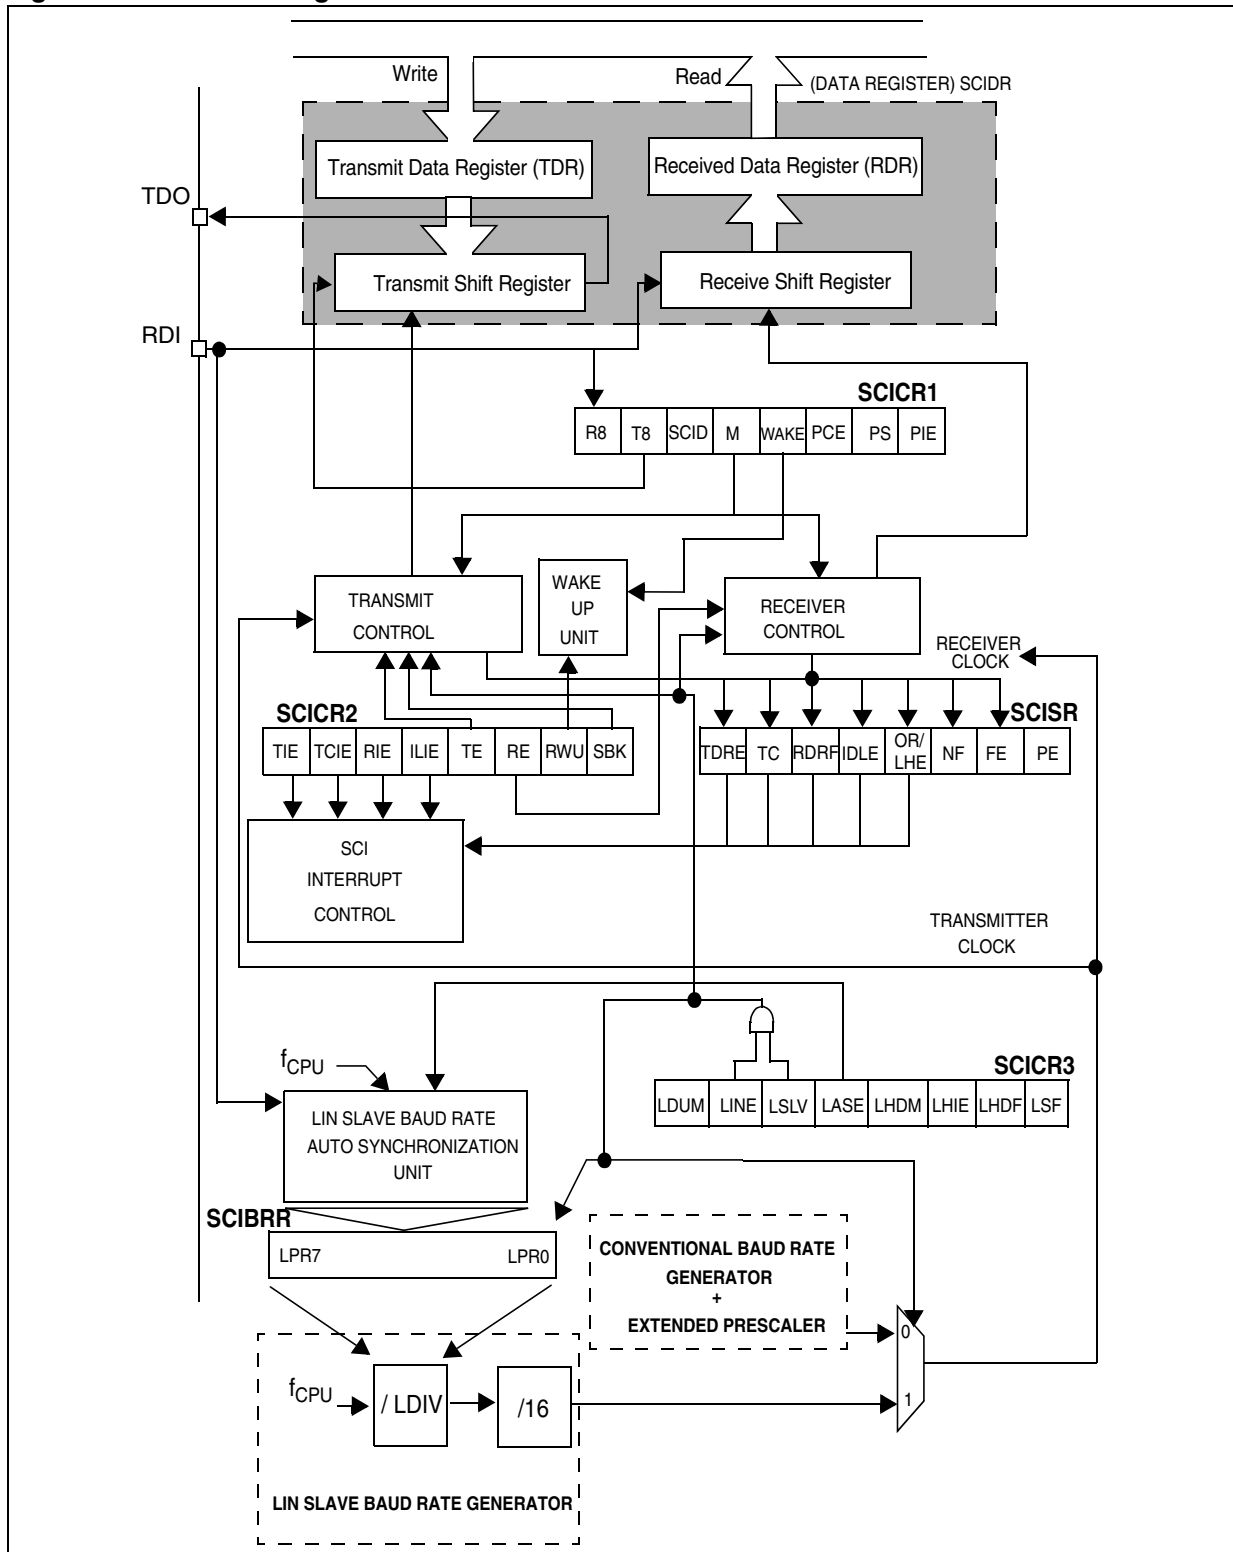 Write
Read
(DATA REGISTER) SCIDR
Transmit Data Register (TDR)
Received Data Register (RDR)
TDO
Transmit Shift Register
Receive Shift Register
RDI
SCICR1
R8 T8 SCID M WAKE PCE PS PIE
TRANSMIT
CONTROL
WAKE
UP
UNIT
RECEIVER
CONTROL
RECEIVER
CLOCK
SCICR2
TIE TCIE RIE ILIE TE RE RWU SBK
SCISR
TDRE TC RDRF IDLE OR/
LHE NF FE PE
SCI
INTERRUPT
CONTROL
TRANSMITTER
CLOCK
fCPU
SCICR3
LDUM LINE LSLV LASE LHDM LHIE LHDF LSF
LIN SLAVE BAUD RATE
AUTO SYNCHRONIZATION
UNIT
SCIBRR
LPR7 LPR0
CONVENTIONAL BAUD RATE
GENERATOR
+
EXTENDED PRESCALER
0
1
fCPU
/ LDIV
/16
LIN SLAVE BAUD RATE GENERATOR